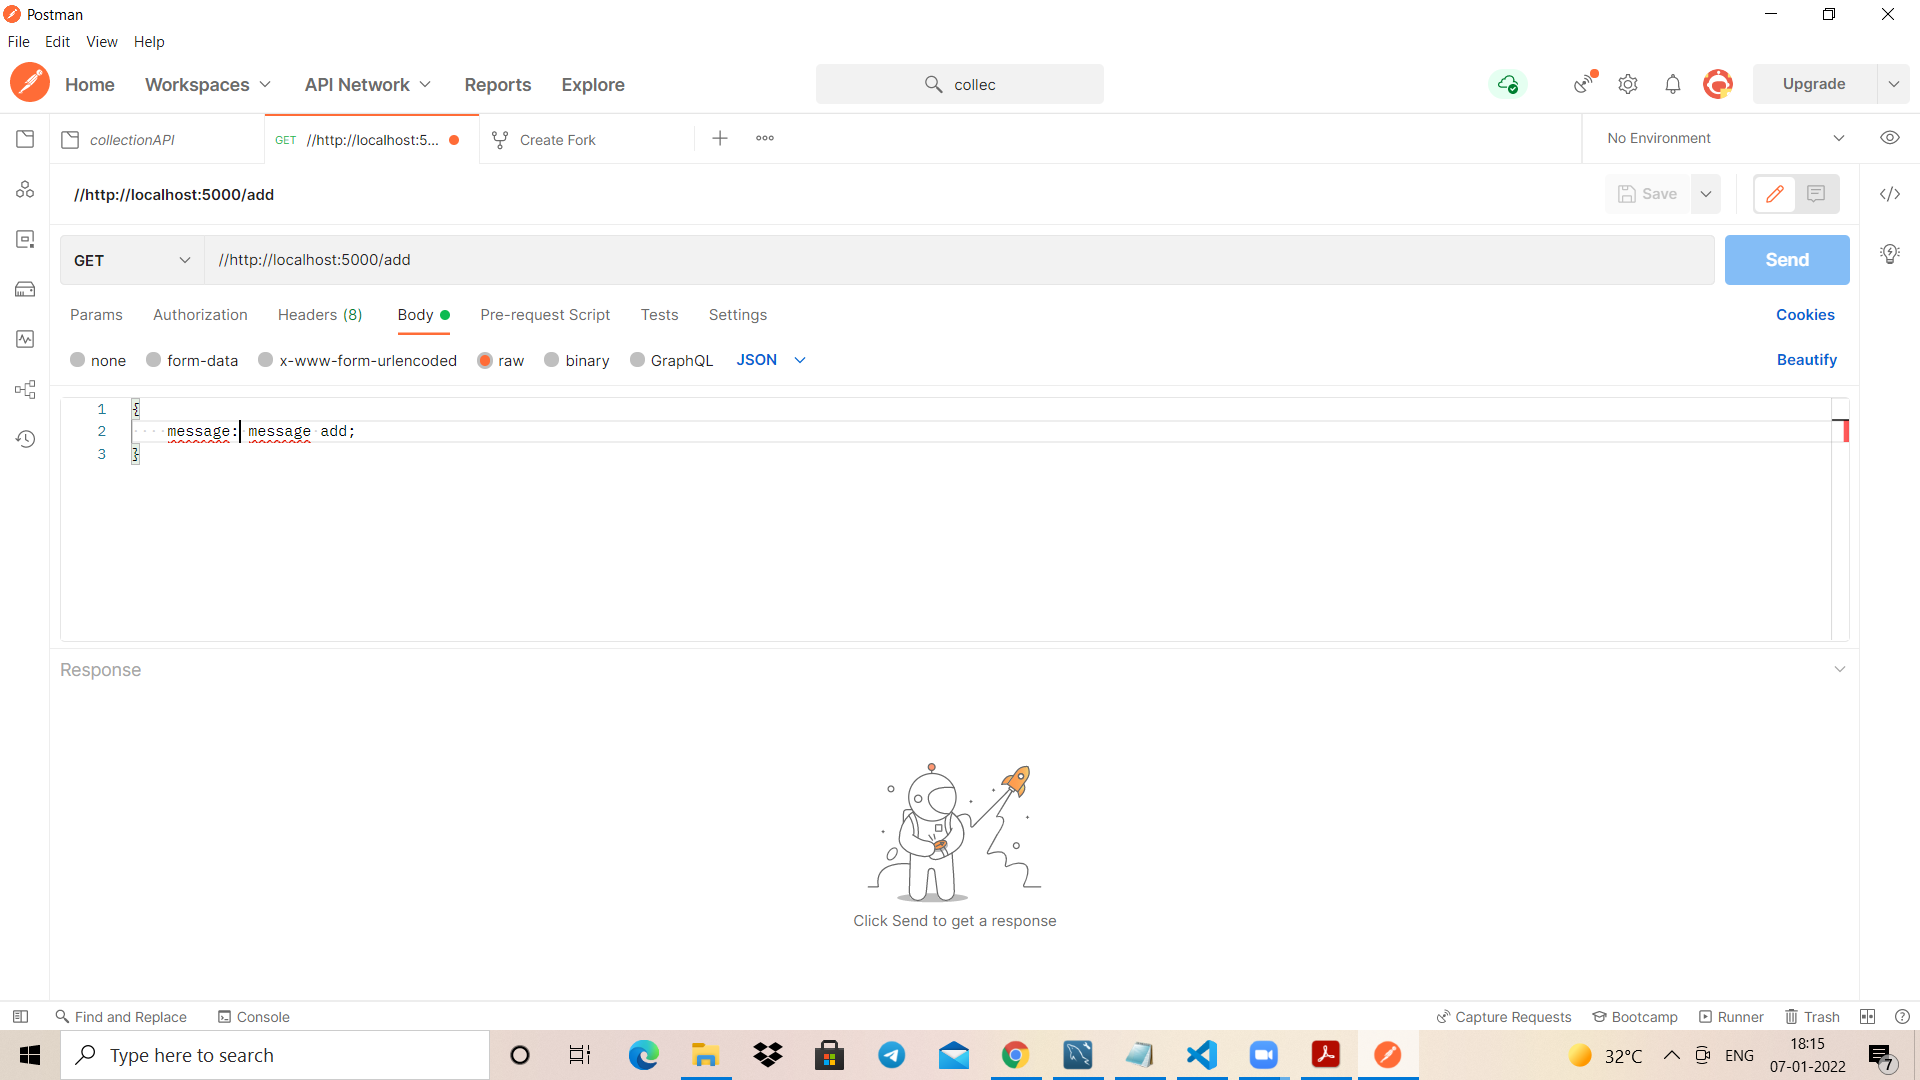 Postman
File Edit View Help
Home Workspaces API Network Reports Explore collec Upgrade
collectionAPI GET //http://localhost:5... Create Fork No Environment
//http://localhost:5000/add Save
GET //http://localhost:5000/add Send
Params Authorization Headers (8) Body Pre-request Script Tests Settings Cookies
none form-data x-www-form-urlencoded raw binary GraphQL JSON Beautify
1 {
2 message: message add;
3 }
Response
Click Send to get a response
Find and Replace Console Capture Requests Bootcamp Runner Trash
Type here to search 32°C ENG 18:15
07-01-2022 7